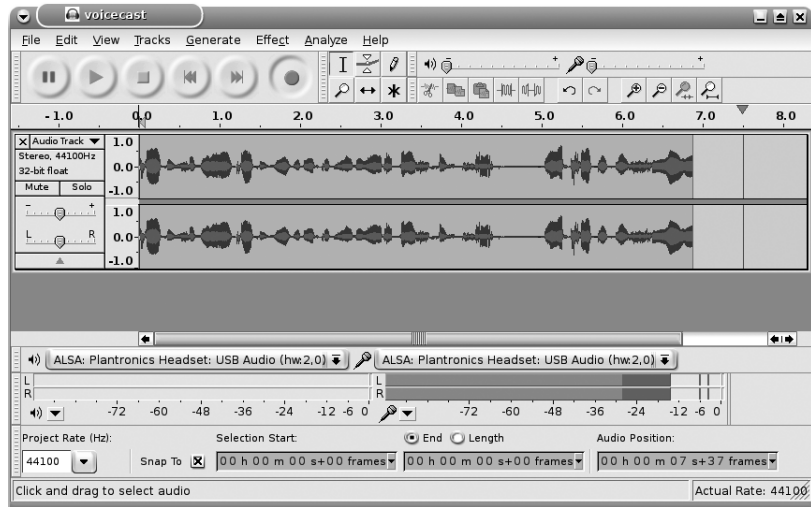 voicecast
File Edit View Tracks Generate Effect Analyze Help
- 1.0 0.0 1.0 2.0 3.0 4.0 5.0 6.0 7.0 8.0
X Audio Track
Stereo, 44100Hz
32-bit float
Mute Solo
- +
L R
1.0
0.0
-1.0
1.0
0.0
-1.0
ALSA: Plantronics Headset: USB Audio (hw:2,0) ALSA: Plantronics Headset: USB Audio (hw:2,0)
L L
R R
-72 -60 -48 -36 -24 -12 -6 0 -72 -60 -48 -36 -24 -12 -6 0
Project Rate (Hz): Selection Start: End Length Audio Position:
44100 Snap To 00 h 00 m 00 s+00 frames 00 h 00 m 00 s+00 frames 00 h 00 m 07 s+37 frames
Click and drag to select audio Actual Rate: 44100